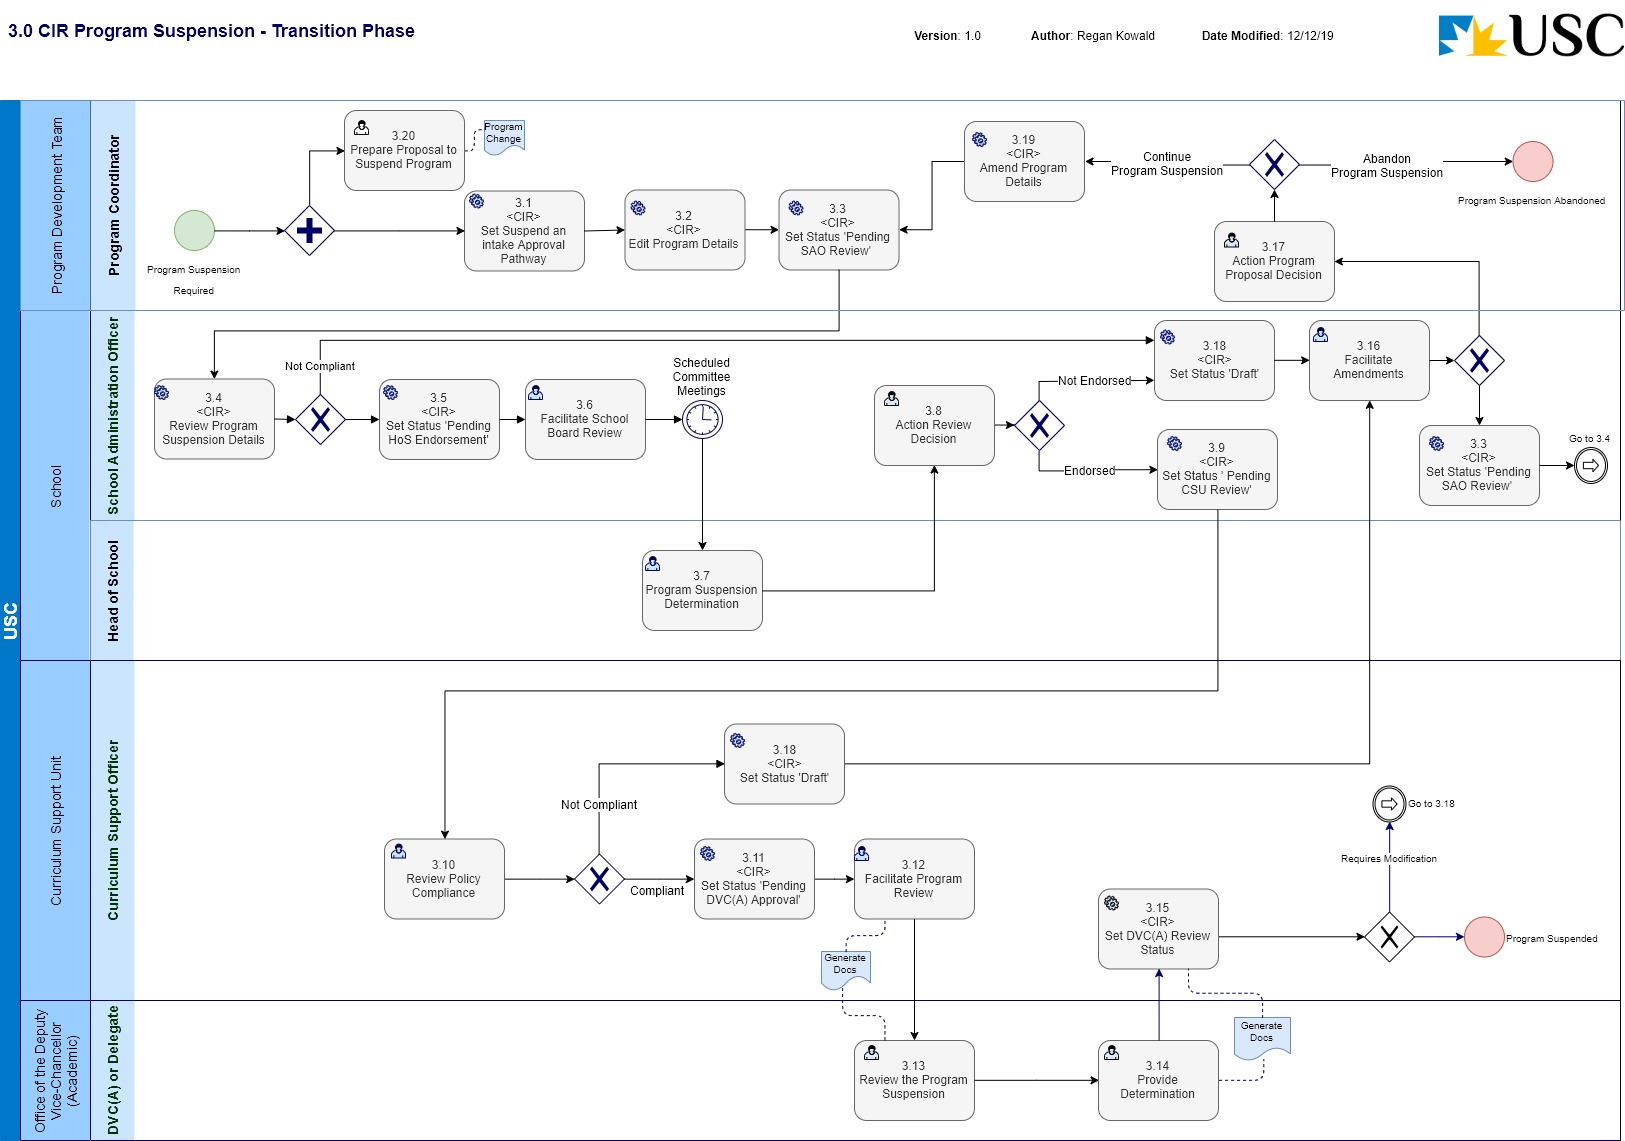 3.0 CIR Program Suspension - Transition Phase
Version: 1.0
Author: Regan Kowald
Date Modified: 12/12/19
USC
USC
Program Development Team
Program Coordinator
Program Suspension
Required
3.20
Prepare Proposal to
Suspend Program
Program
Change
3.1
<CIR>
Set Suspend an
intake Approval
Pathway
3.2
<CIR>
Edit Program Details
3.3
<CIR>
Set Status 'Pending
SAO Review'
3.19
<CIR>
Amend Program
Details
Continue
Program Suspension
Abandon
Program Suspension
Program Suspension Abandoned
3.17
Action Program
Proposal Decision
School
School Administration Officer
3.4
<CIR>
Review Program
Suspension Details
Not Compliant
3.5
<CIR>
Set Status 'Pending
HoS Endorsement'
3.6
Facilitate School
Board Review
Scheduled
Committee
Meetings
3.8
Action Review
Decision
Not Endorsed
Endorsed
3.18
<CIR>
Set Status 'Draft'
3.9
<CIR>
Set Status ' Pending
CSU Review'
3.16
Facilitate
Amendments
3.3
<CIR>
Set Status 'Pending
SAO Review'
Go to 3.4
Head of School
3.7
Program Suspension
Determination
Curriculum Support Unit
Curriculum Support Officer
3.18
<CIR>
Set Status 'Draft'
Not Compliant
3.10
Review Policy
Compliance
Compliant
3.11
<CIR>
Set Status 'Pending
DVC(A) Approval'
3.12
Facilitate Program
Review
Generate
Docs
3.15
<CIR>
Set DVC(A) Review
Status
Go to 3.18
Requires Modification
Program Suspended
Office of the Deputy
Vice-Chancellor
(Academic)
DVC(A) or Delegate
3.13
Review the Program
Suspension
3.14
Provide
Determination
Generate
Docs